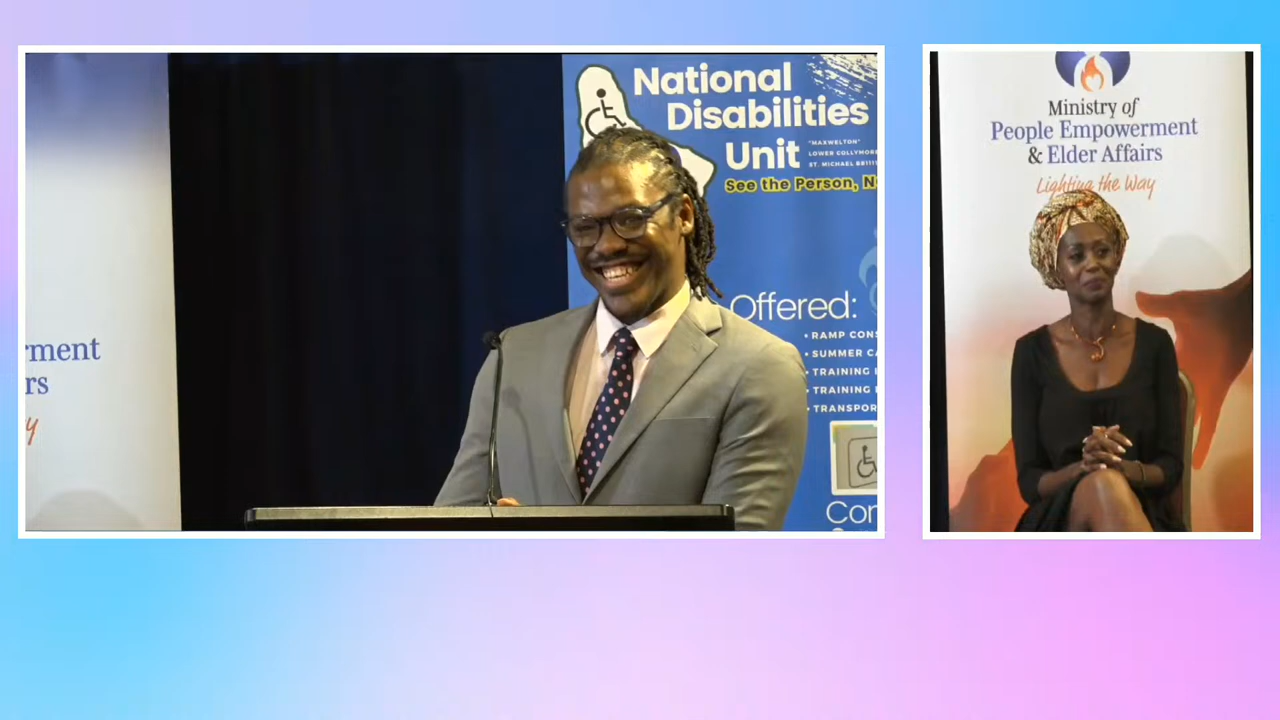 rment
rs
y
National
Disabilities
Unit
"MAXWELTON"
LOWER COLLYMORE
ST. MICHAEL BB111
See the Person, N
Offered:
• RAMP CONS
• SUMMER CA
• TRAINING
• TRAINING
• TRANSPOR
Con
Ministry of
People Empowerment
& Elder Affairs
Lighting the Way